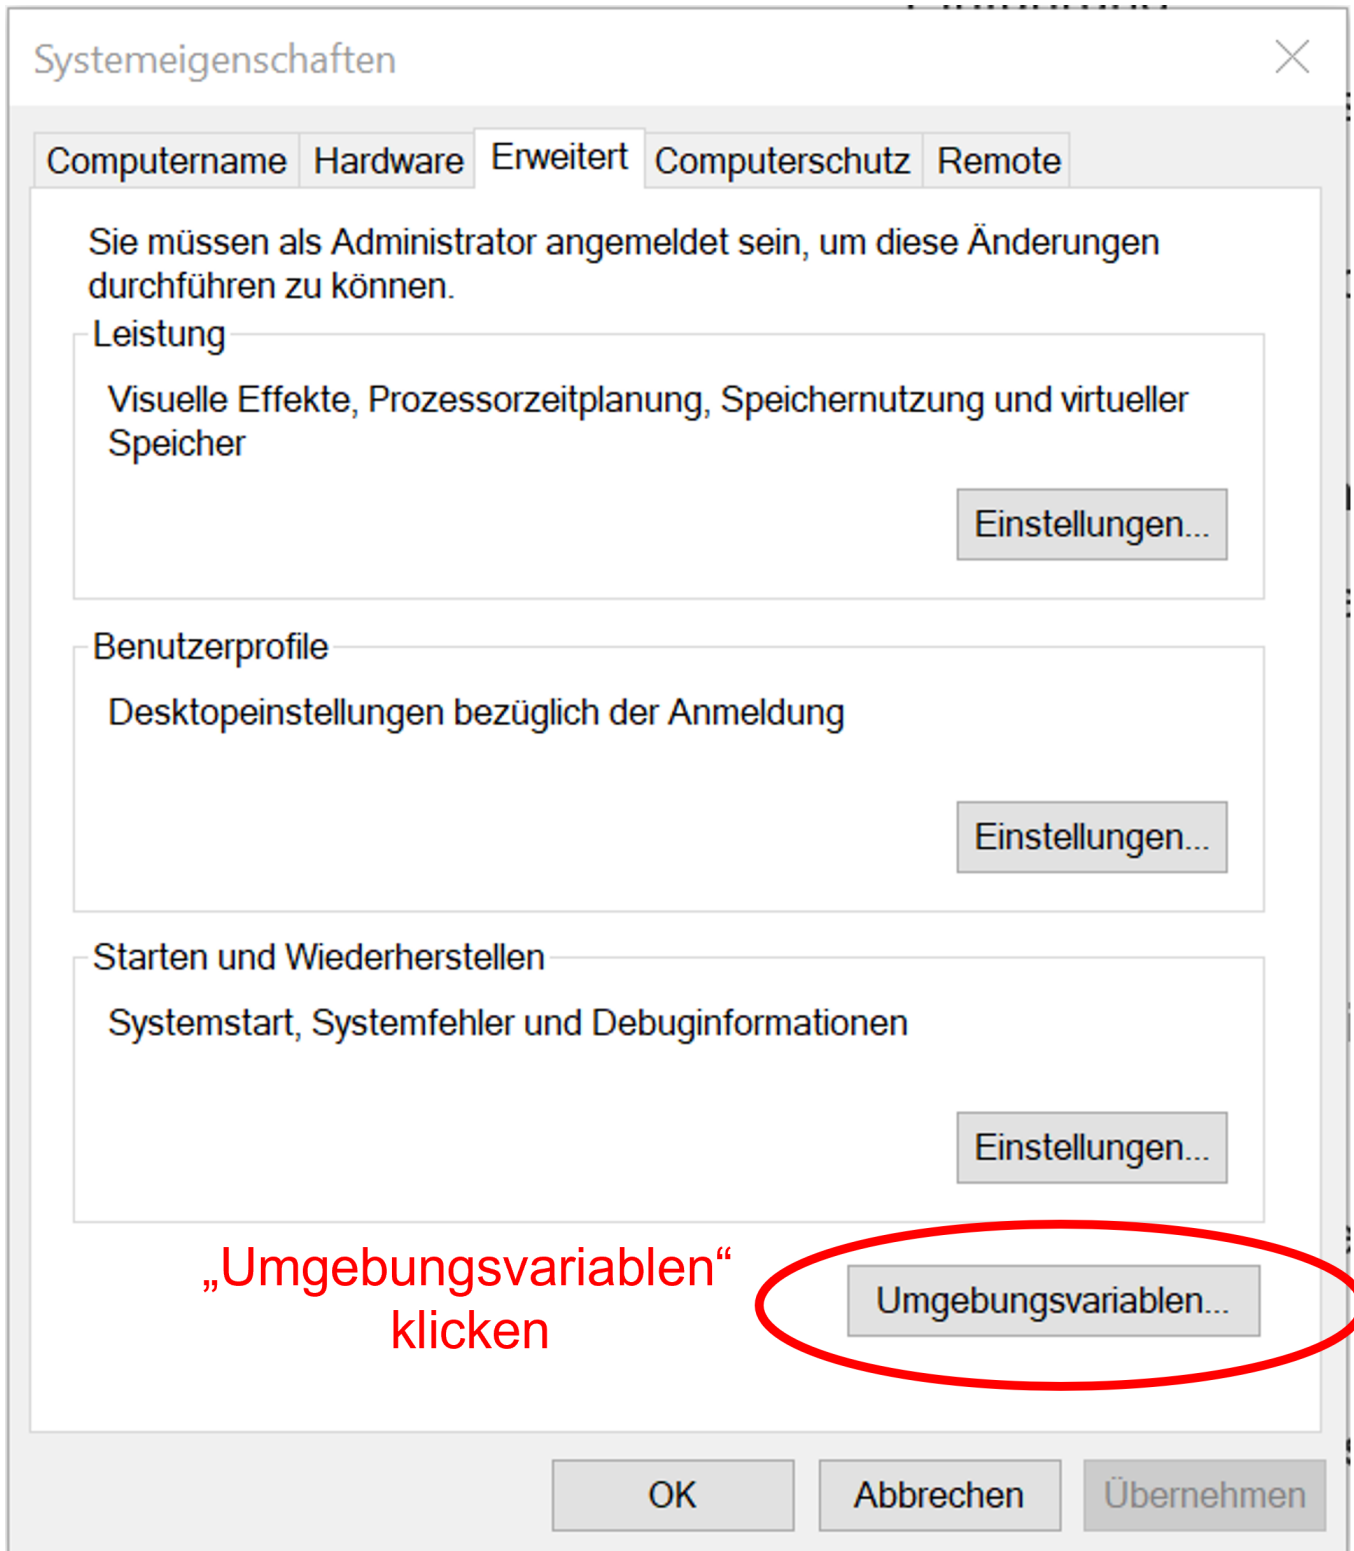 Systemeigenschaften
Computername Hardware Erweitert Computerschutz Remote
Sie müssen als Administrator angemeldet sein, um diese Änderungen
durchführen zu können.
Leistung
Visuelle Effekte, Prozessorzeitplanung, Speichernutzung und virtueller
Speicher
Einstellungen...
Benutzerprofile
Desktopeinstellungen bezüglich der Anmeldung
Einstellungen...
Starten und Wiederherstellen
Systemstart, Systemfehler und Debuginformationen
Einstellungen...
„Umgebungsvariablen“
klicken
Umgebungsvariablen...
OK Abbrechen Übernehmen